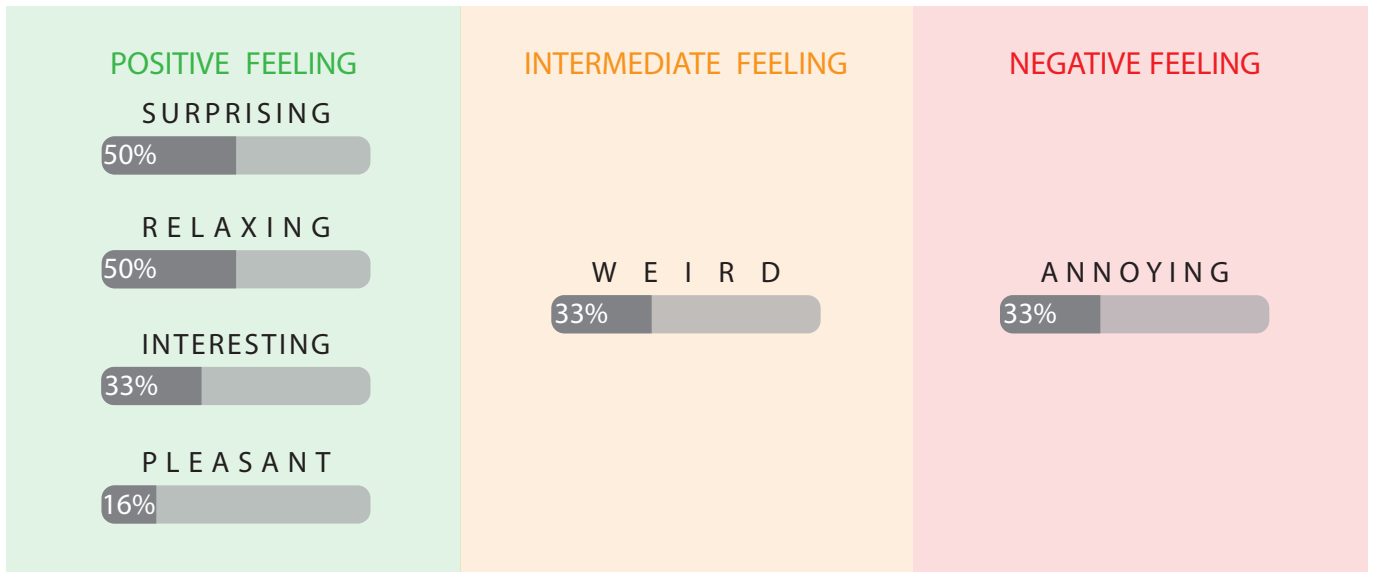 POSITIVE FEELING
SURPRISING
50%
RELAXING
50%
INTERESTING
33%
PLEASANT
16%
INTERMEDIATE FEELING
WEIRD
33%
NEGATIVE FEELING
ANNOYING
33%